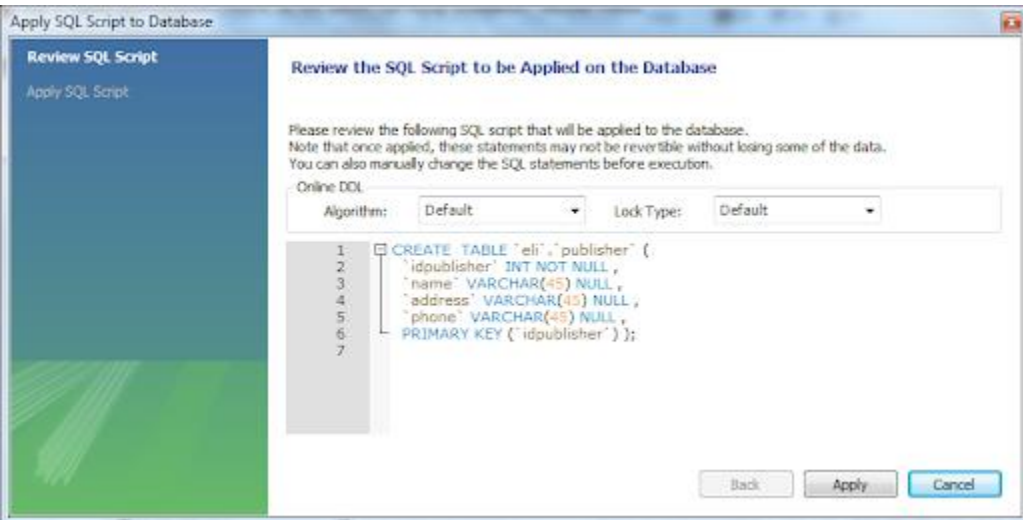 Apply SQL Script to Database
Review SQL Script
Apply SQL Script
Review the SQL Script to be Applied on the Database
Please review the following SQL script that will be applied to the database.
Note that once applied, these statements may not be revertible without losing some of the data.
You can also manually change the SQL statements before execution.
Online DDL
Algorithm: Default Lock Type: Default
1 CREATE TABLE `eli`.`publisher` (
2 `idpublisher` INT NOT NULL ,
3 `name` VARCHAR(45) NULL ,
4 `address` VARCHAR(45) NULL ,
5 `phone` VARCHAR(45) NULL ,
6 PRIMARY KEY (`idpublisher`) );
7
Back Apply Cancel